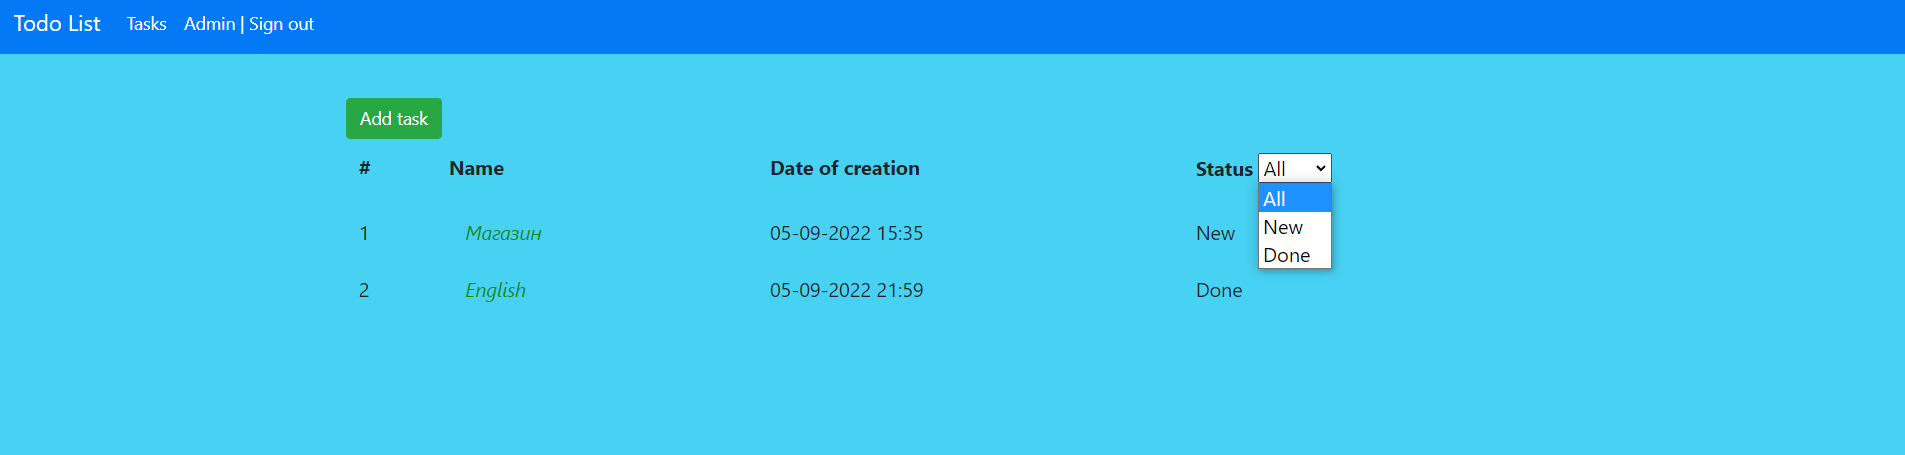 Todo List Tasks Admin | Sign out
Add task
# Name Date of creation Status All
All
1 Магазин 05-09-2022 15:35 New New
Done
2 English 05-09-2022 21:59 Done